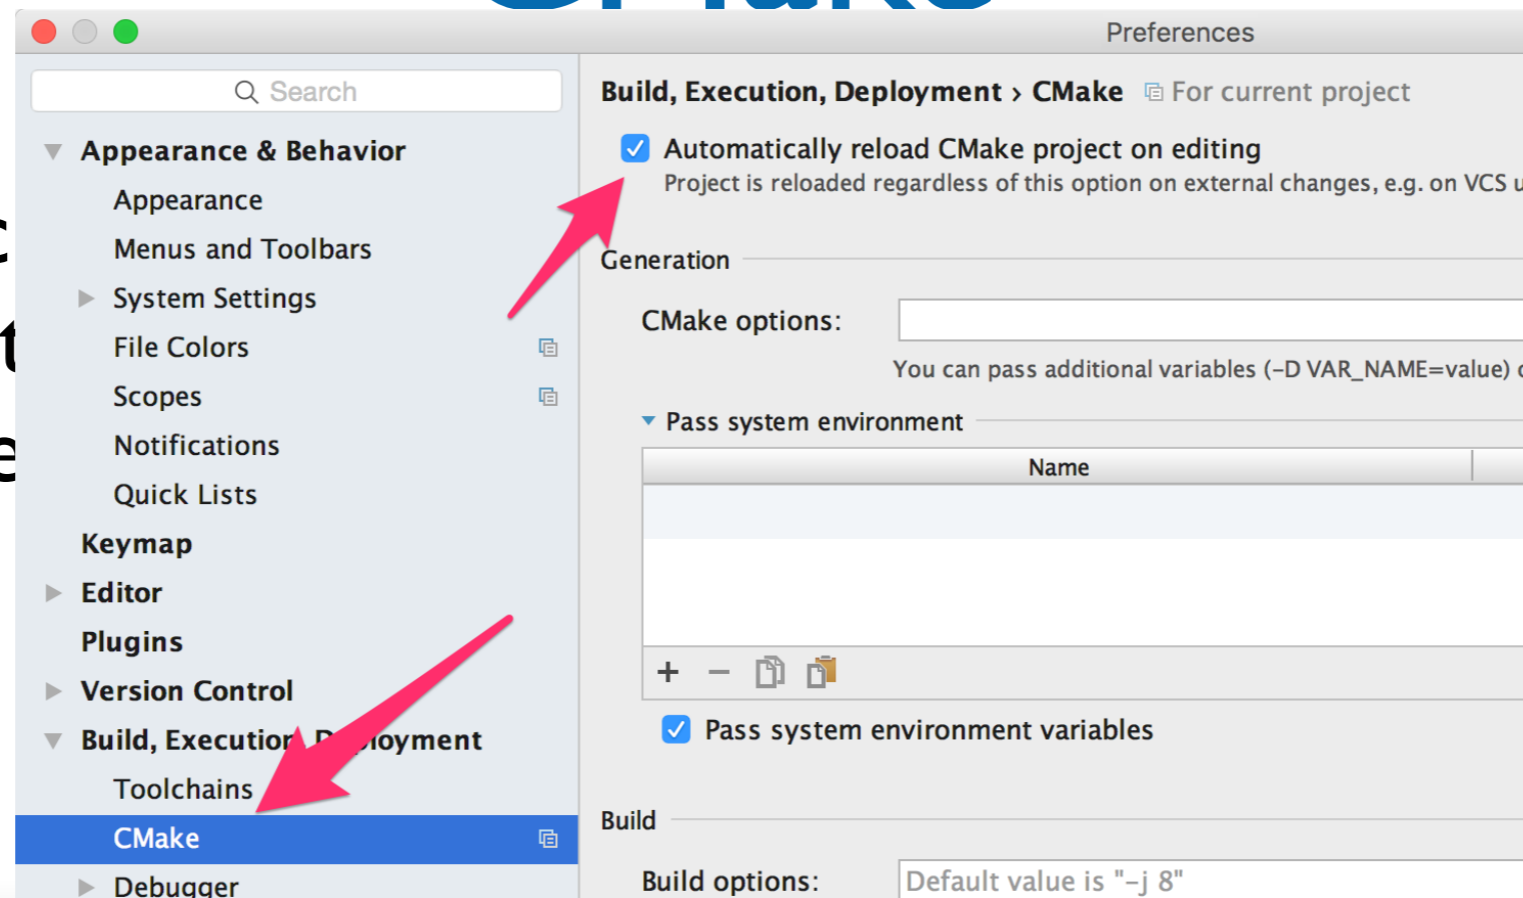 CMake
Preferences
Search
Appearance & Behavior
Appearance
Menus and Toolbars
System Settings
File Colors
Scopes
Notifications
Quick Lists
Keymap
Editor
Plugins
Version Control
Build, Execution, Deployment
Toolchains
CMake
Debugger
Build, Execution, Deployment › CMake For current project
Automatically reload CMake project on editing
Project is reloaded regardless of this option on external changes, e.g. on VCS u
Generation
CMake options:
You can pass additional variables (-D VAR_NAME=value)
Pass system environment
Name
Pass system environment variables
Build
Build options:
Default value is "-j 8"